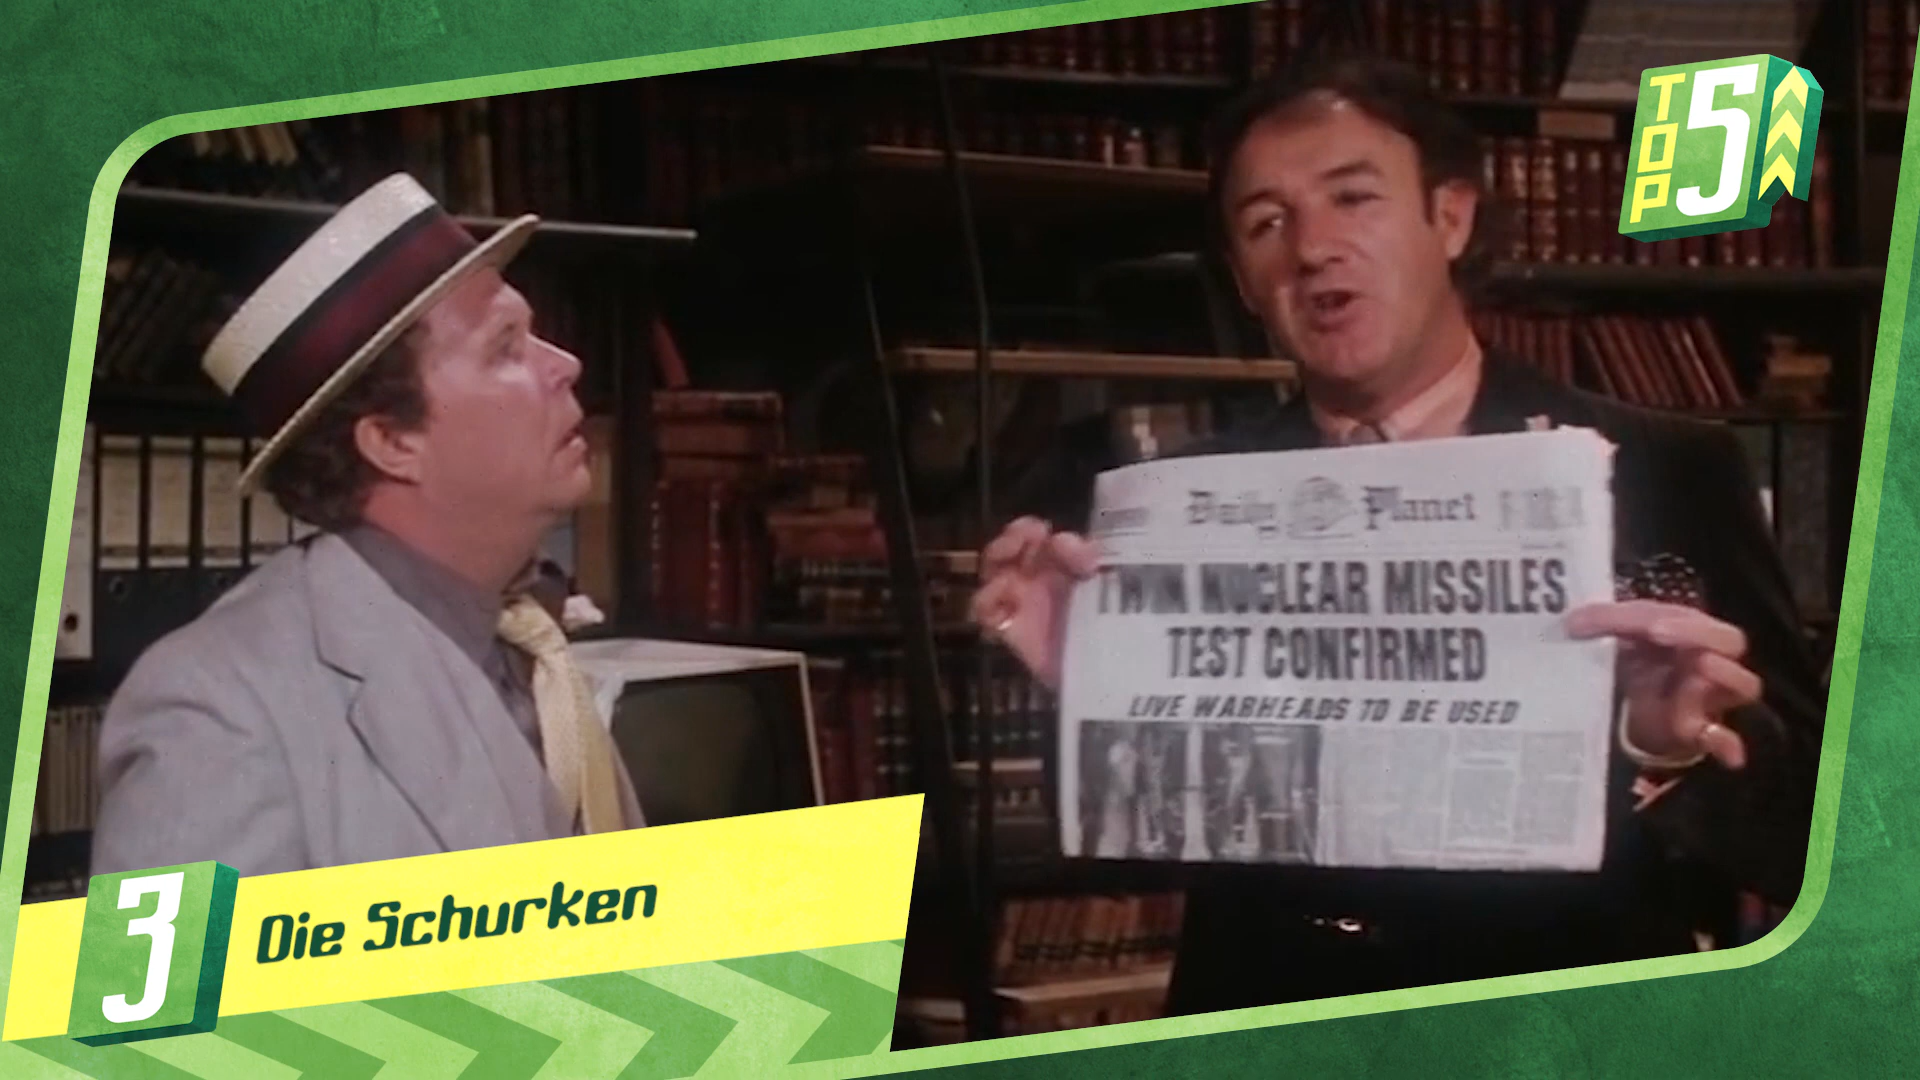 TOP
5
Daily Planet
TWIN NUCLEAR MISSILES
TEST CONFIRMED
LIVE WARHEADS TO BE USED
3
Die Schurken